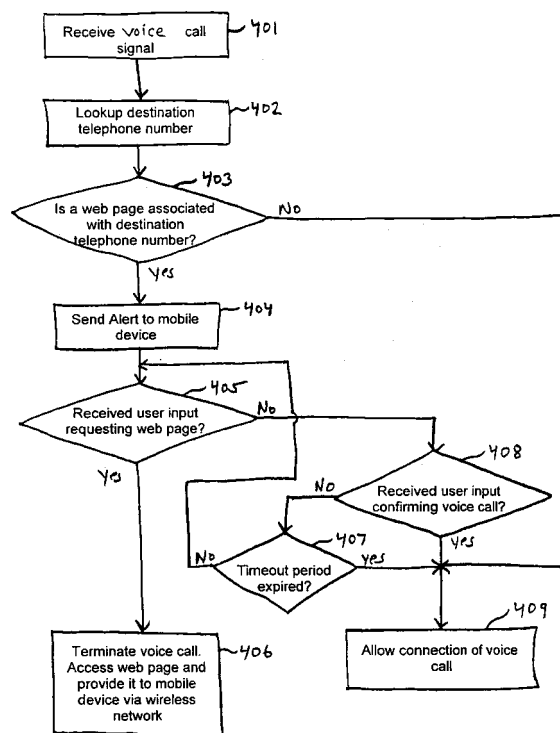 Receive voice call
signal
401
Lookup destination
telephone number
402
403
Is a web page associated
with destination
telephone number?
No
Yes
Send Alert to mobile
device
404
405
Received user input
requesting web page?
No
Yes
408
Received user input
confirming voice call?
No
yes
407
Timeout period
expired?
No
yes
Terminate voice call.
Access web page and
provide it to mobile
device via wireless
network
406
409
Allow connection of voice
call